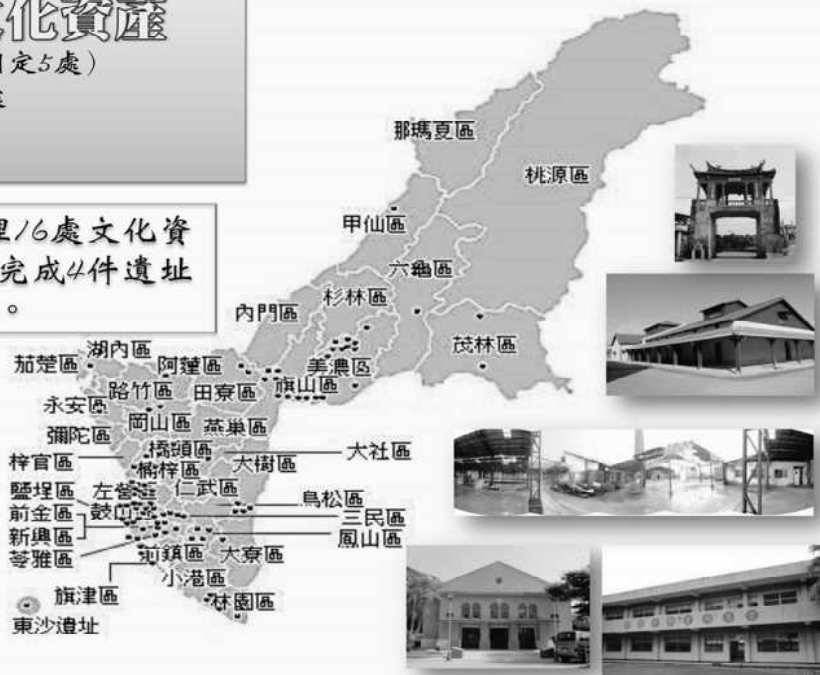 化資產
定5處)
理16處文化資
完成4件遺址
。
那瑪夏區
桃源區
甲仙區
六龜區
杉林區
內門區
茂林區
美濃區
旗山區
湖內區
茄萣區
阿蓮區
路竹區
田寮區
永安區
岡山區
燕巢區
彌陀區
橋頭區
大社區
梓官區
楠梓區
大樹區
鹽埕區
左營
仁武區
鳥松區
前金區
鼓山
三民區
新興區
鳳山區
苓雅區
前鎮區
大寮區
小港區
旗津區
林園區
東沙遺址